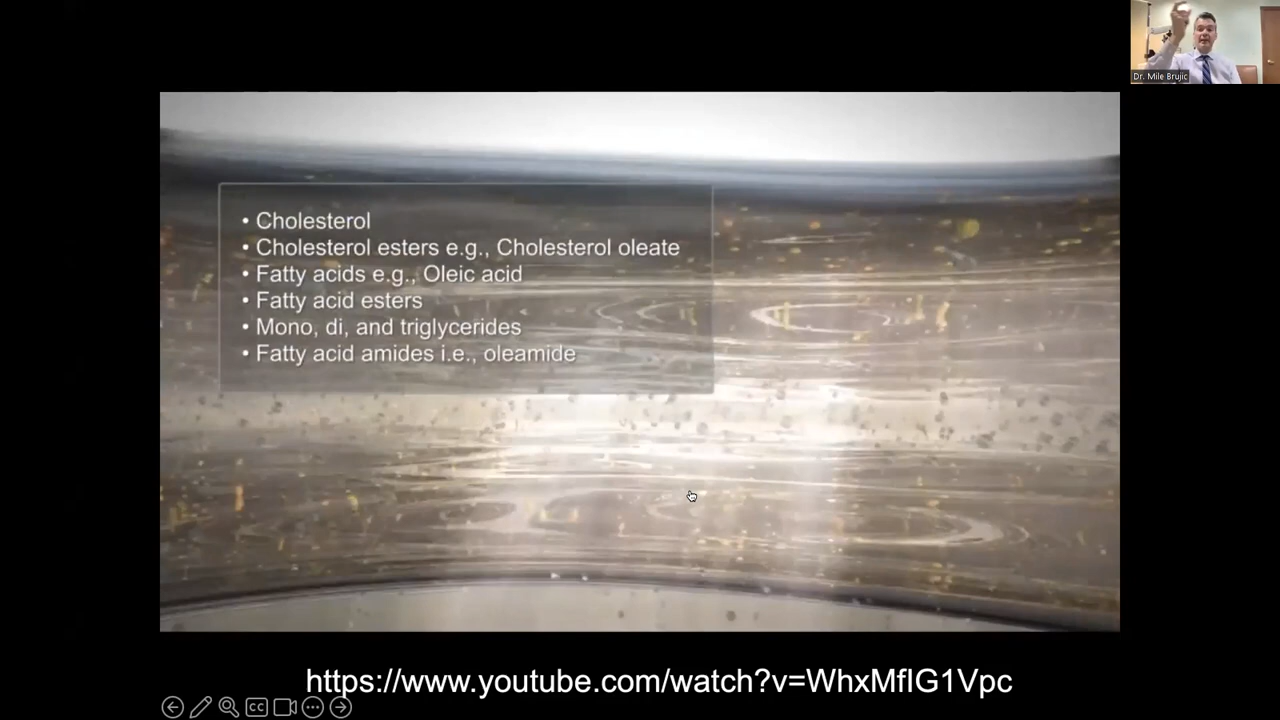 Dr. Mile Brujic
• Cholesterol
• Cholesterol esters e.g., Cholesterol oleate
• Fatty acids e.g., Oleic acid
• Fatty acid esters
• Mono, di, and triglycerides
• Fatty acid amides i.e., oleamide
https://www.youtube.com/watch?v=WhxMfIG1Vpc
CC